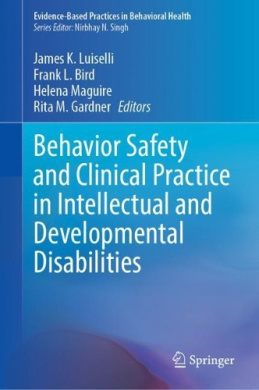 Evidence-Based Practices in Behavioral Health
Series Editor: Nirbhay N. Singh
James K. Luiselli
Frank L. Bird
Helena Maguire
Rita M. Gardner Editors
Behavior Safety
and Clinical Practice
in Intellectual and
Developmental
Disabilities
Springer